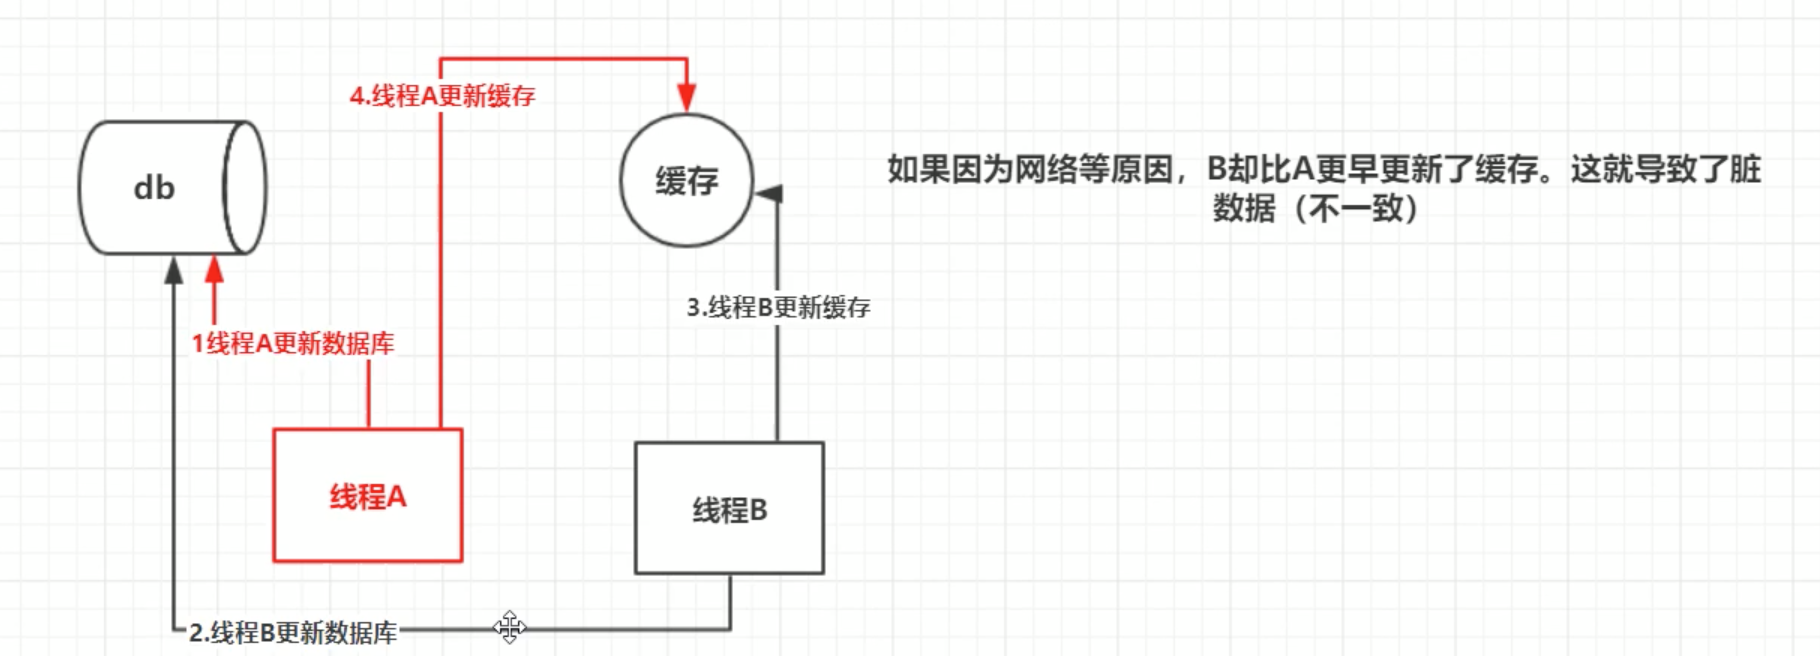 4.线程A更新缓存
db
缓存
如果因为网络等原因，B却比A更早更新了缓存。这就导致了脏
数据（不一致）
3.线程B更新缓存
1线程A更新数据库
线程A
线程B
2.线程B更新数据库